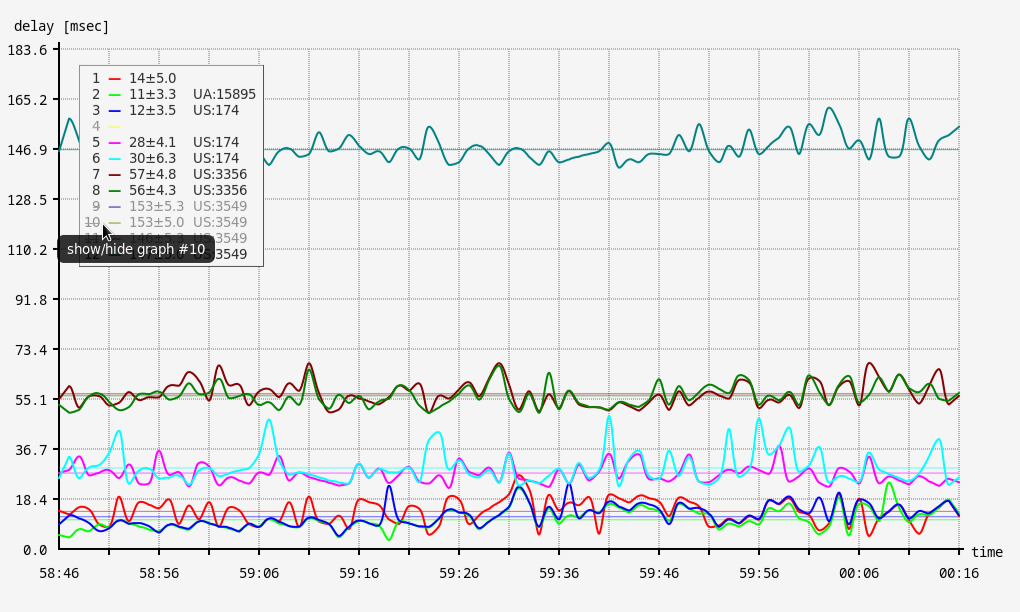 delay [msec]
183.6
165.2
146.9
128.5
110.2
91.8
73.4
55.1
36.7
18.4
0.0
1 14±5.0
2 11±3.3 UA:15895
3 12±3.5 US:174
4
5 28±4.1 US:174
6 30±6.3 US:174
7 57±4.8 US:3356
8 56±4.3 US:3356
9 153±5.3 US:3549
10 153±5.0 US:3549
US:3549
:3549
show/hide graph #10
time
58:46 58:56 59:06 59:16 59:26 59:36 59:46 59:56 00:06 00:16